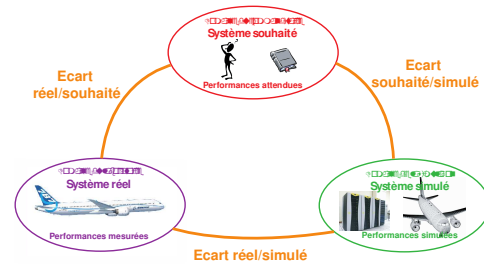 Système souhaité
Performances attendues
Ecart
réel/souhaité
Ecart
souhaité/simulé
Système réel
Performances mesurées
Système simulé
Performances simulées
Ecart réel/simulé